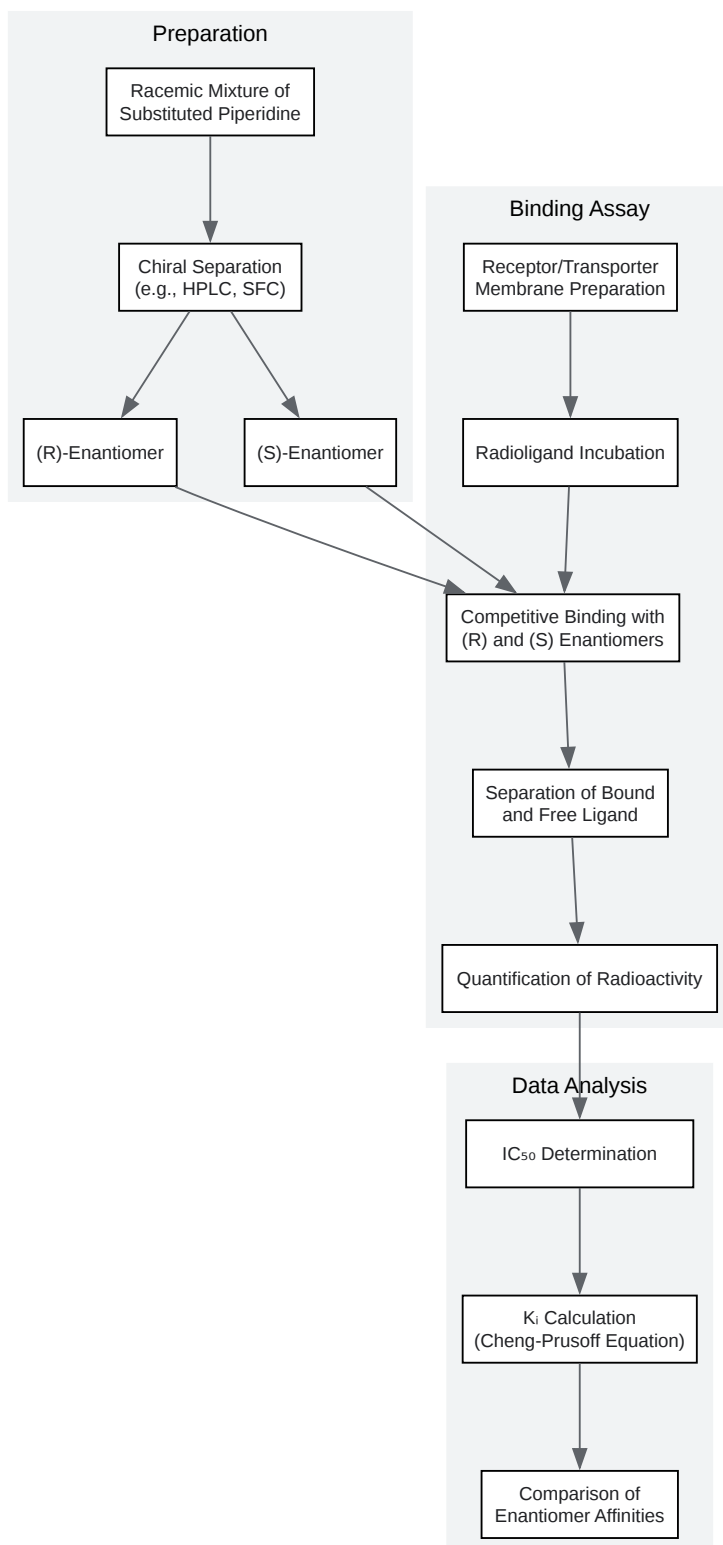 Preparation
Racemic Mixture of
Substituted Piperidine
Chiral Separation
(e.g., HPLC, SFC)
(R)-Enantiomer
(S)-Enantiomer
Binding Assay
Receptor/Transporter
Membrane Preparation
Radioligand Incubation
Competitive Binding with
(R) and (S) Enantiomers
Separation of Bound
and Free Ligand
Quantification of Radioactivity
Data Analysis
IC₅₀ Determination
Kᵢ Calculation
(Cheng-Prusoff Equation)
Comparison of
Enantiomer Affinities